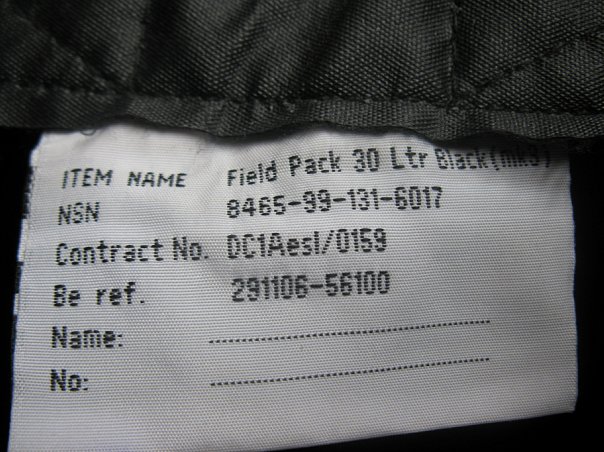 ITEM NAME Field Pack 30 Ltr Black(mk3)
NSN 8465-99-131-6017
Contract No. DC1Aesl/0159
Be ref. 291106-56100
Name:
No: